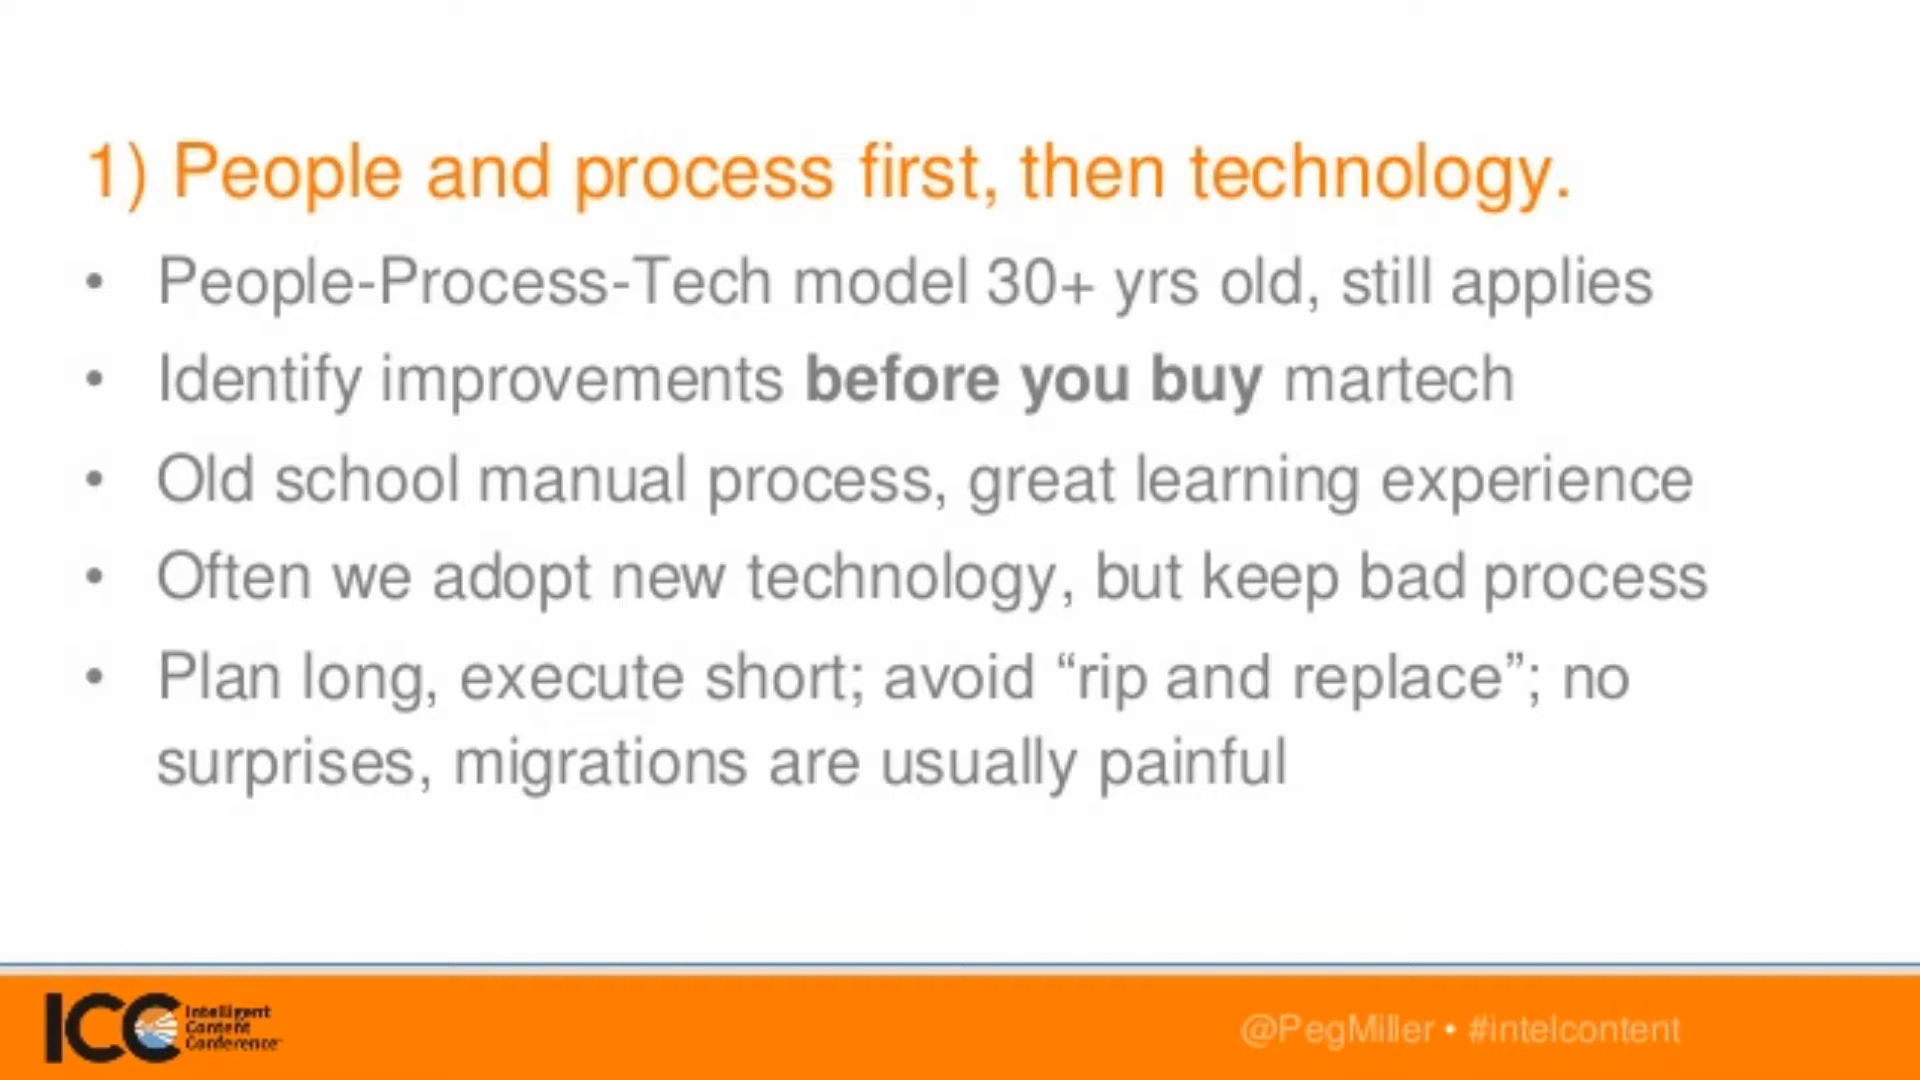 1) People and process first, then technology.
• People-Process-Tech model 30+ yrs old, still applies
• Identify improvements before you buy martech
• Old school manual process, great learning experience
• Often we adopt new technology, but keep bad process
• Plan long, execute short; avoid “rip and replace”; no
surprises, migrations are usually painful
ICC
Intelligent
Content
Conference
@PegMiller • #intelcontent